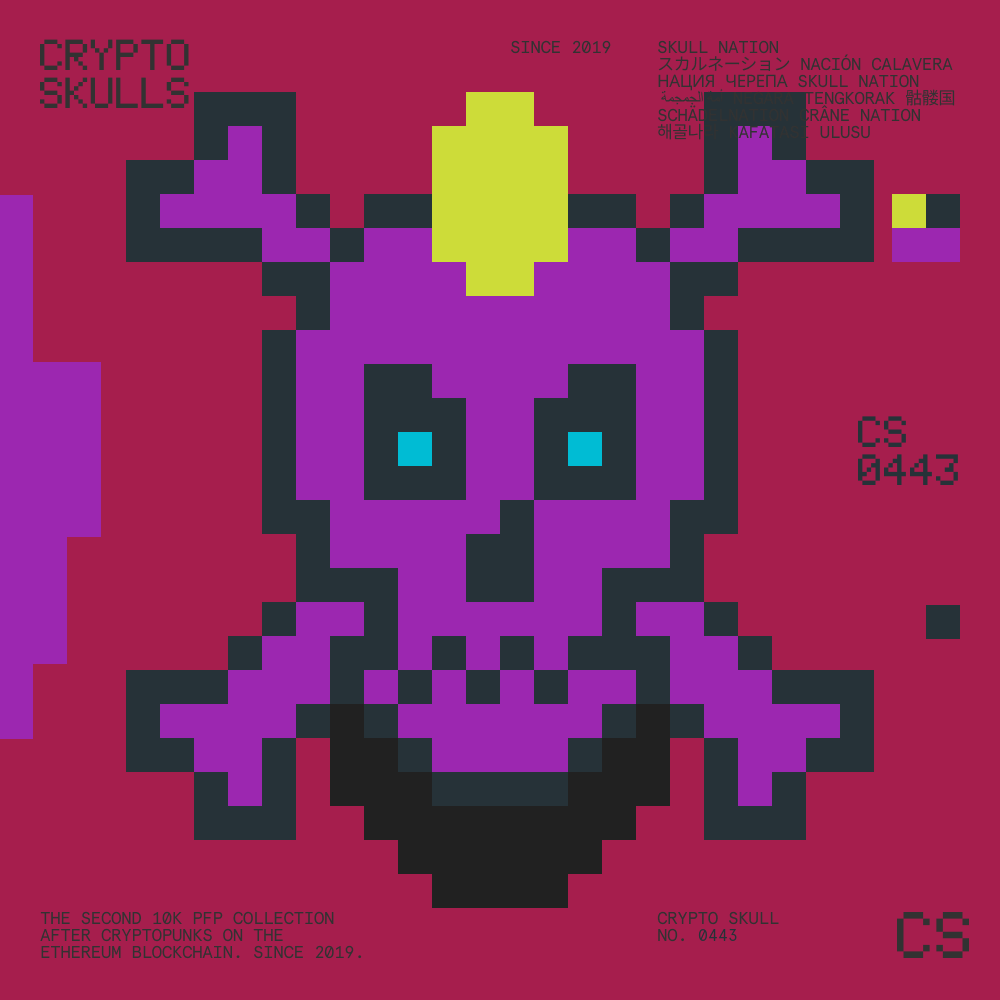 CRYPTO
SKULLS
SINCE 2019
SKULL NATION
スカルネーション NACIÓN CALAVERA
НАЦИЯ ЧЕРЕПА SKULL NATION
TENGKORAK 骷髅国
CRÂNE NATION
해골나 ULUSU
CS
0443
THE SECOND 10K PFP COLLECTION
AFTER CRYPTOPUNKS ON THE
ETHEREUM BLOCKCHAIN. SINCE 2019.
CRYPTO SKULL
NO. 0443
CS